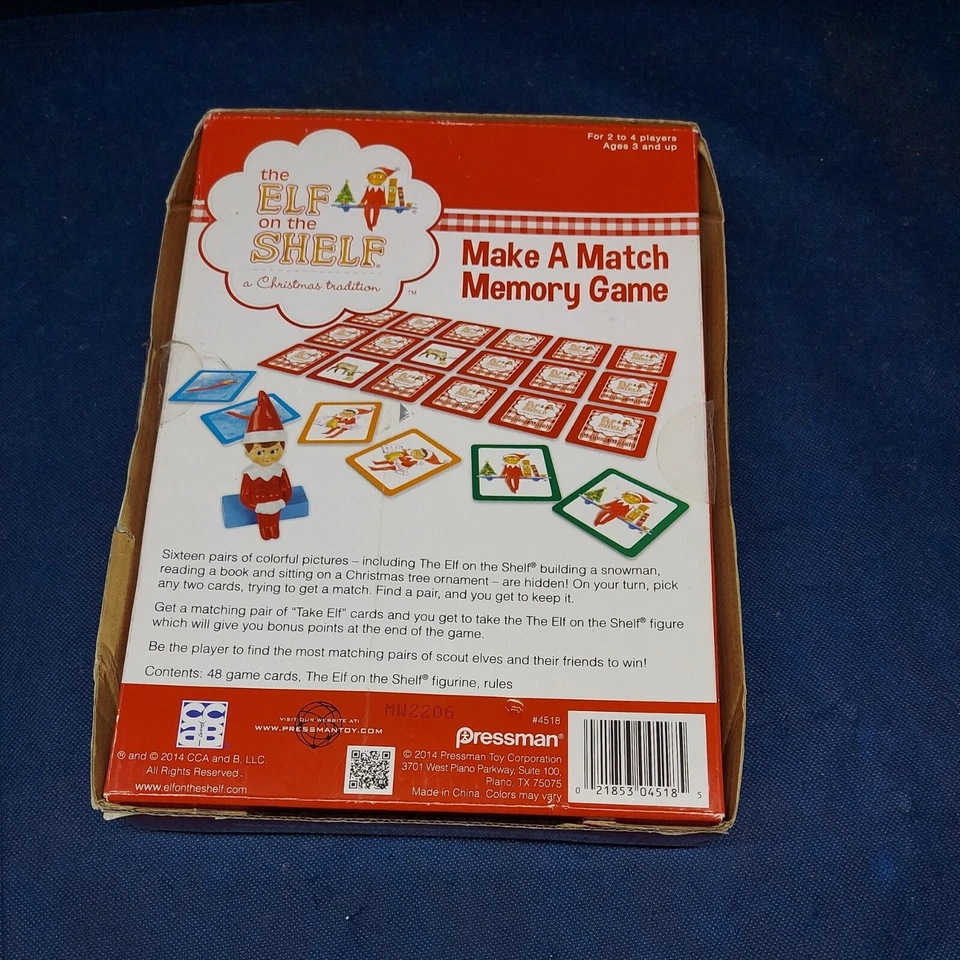 For 2 to 4 players
Ages 3 and up
the
ELF
on the
SHELF®
a Christmas tradition™
Make A Match
Memory Game
Sixteen pairs of colorful pictures – including The Elf on the Shelf® building a snowman,
reading a book and sitting on a Christmas tree ornament – are hidden! On your turn, pick
any two cards, trying to get a match. Find a pair, and you get to keep it.
Get a matching pair of "Take Elf" cards and you get to take the The Elf on the Shelf® figure
which will give you bonus points at the end of the game.
Be the player to find the most matching pairs of scout elves and their friends to win!
Contents: 48 game cards, The Elf on the Shelf® figurine, rules
MW2206
VISIT OUR WEBSITE AT:
WWW.PRESSMANTOY.COM
#4518
Pressman®
® and © 2014 CCA and B, LLC.
All Rights Reserved.
www.elfontheshelf.com
© 2014 Pressman Toy Corporation
3701 West Plano Parkway, Suite 100,
Plano, TX 75075
Made in China. Colors may vary
0 21853 04518 5